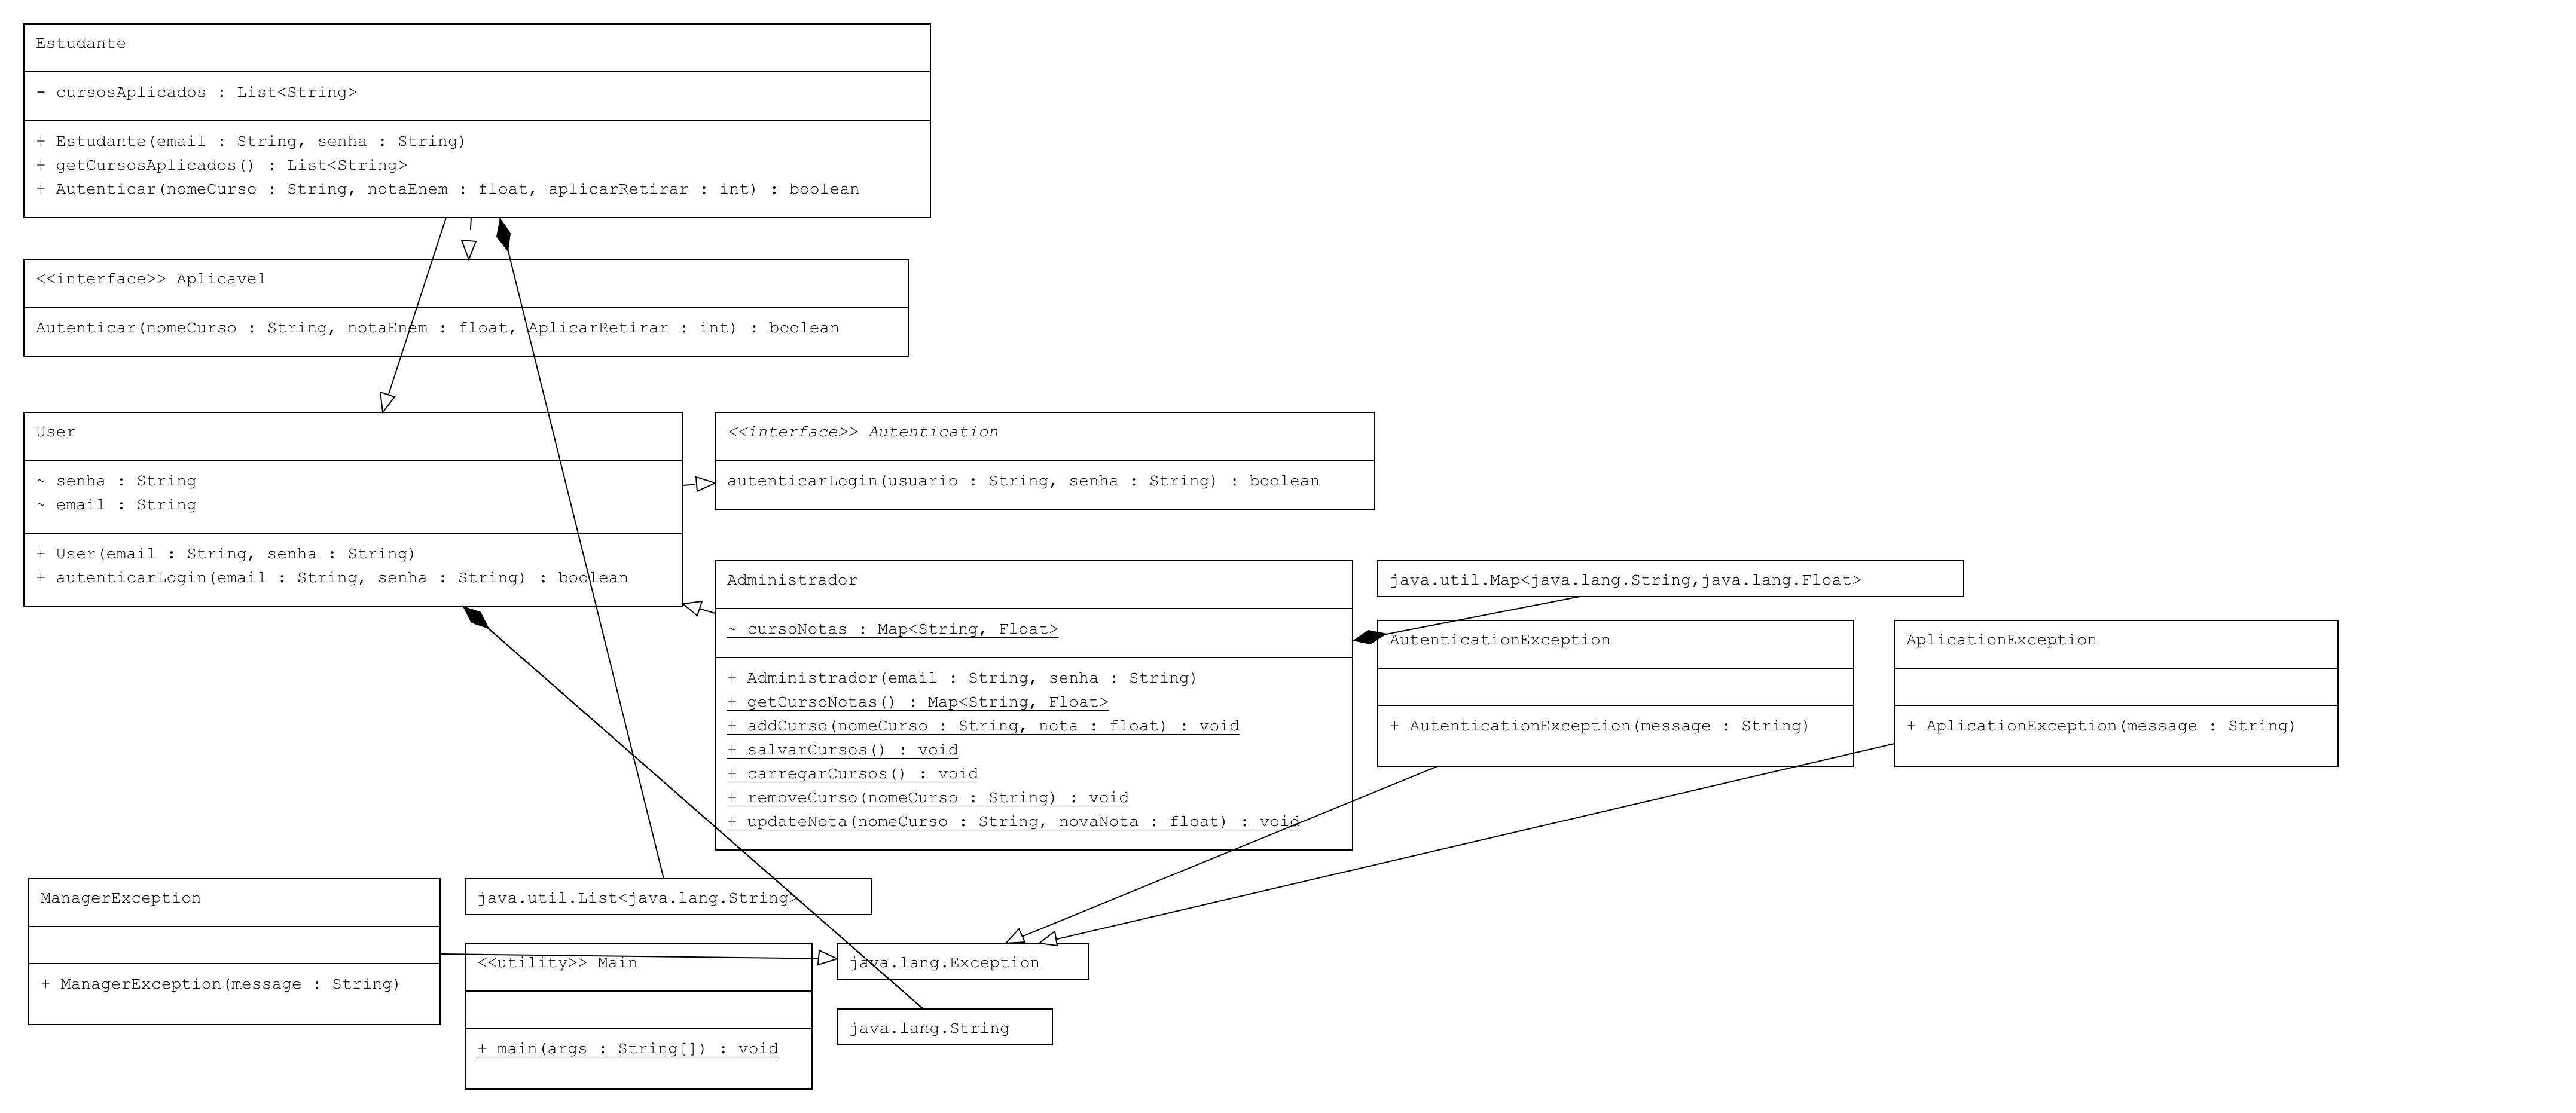 Estudante
- cursosAplicados : List<String>
+ Estudante(email : String, senha : String)
+ getCursosAplicados() : List<String>
+ Autenticar(nomeCurso : String, notaEnem : float, aplicarRetirar : int) : boolean
<<interface>> Aplicavel
Autenticar(nomeCurso : String, notaEnem : float, AplicarRetirar : int) : boolean
User
~ senha : String
~ email : String
+ User(email : String, senha : String)
+ autenticarLogin(email : String, senha : String) : boolean
<<interface>> Autentication
autenticarLogin(usuario : String, senha : String) : boolean
Administrador
~ cursoNotas : Map<String, Float>
+ Administrador(email : String, senha : String)
+ getCursoNotas() : Map<String, Float>
+ addCurso(nomeCurso : String, nota : float) : void
+ salvarCursos() : void
+ carregarCursos() : void
+ removeCurso(nomeCurso : String) : void
+ updateNota(nomeCurso : String, novaNota : float) : void
java.util.Map<java.lang.String,java.lang.Float>
AutenticationException
+ AutenticationException(message : String)
AplicationException
+ AplicationException(message : String)
ManagerException
+ ManagerException(message : String)
java.util.List<java.lang.String>
<<utility>> Main
+ main(args : String[]) : void
java.lang.Exception
java.lang.String